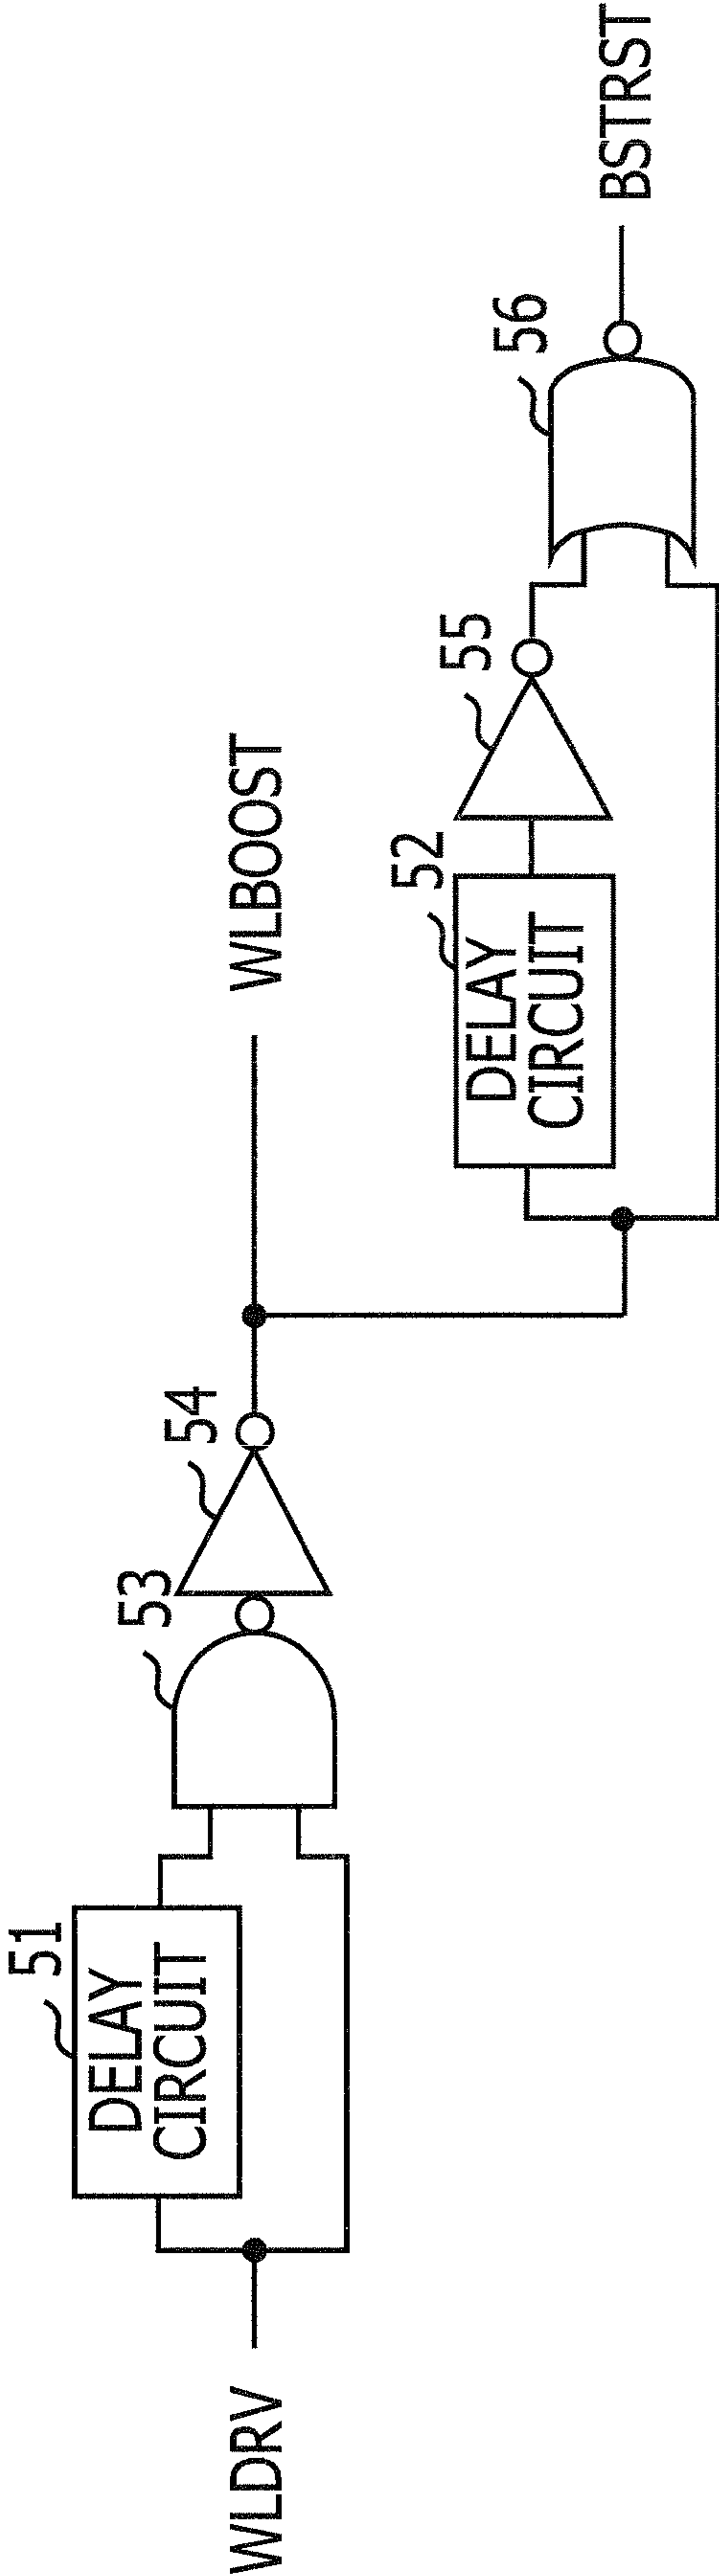 WLDRV
51
DELAY
CIRCUIT
53
54
WLBOOST
52
DELAY
CIRCUIT
55
56
BSTRST